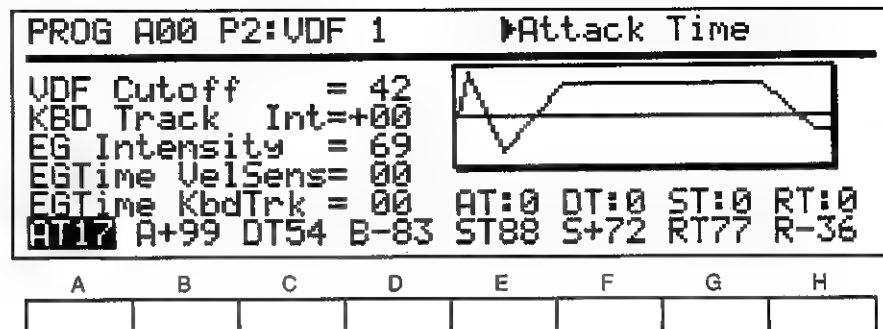 PROG A00 P2:VDF 1 ▶Attack Time
VDF Cutoff = 42
KBD Track Int=+00
EG Intensity = 69
EGTime VelSens= 00
EGTime KbdTrk = 00 AT:0 DT:0 ST:0 RT:0
AT17 A+99 DT54 B-83 ST88 S+72 RT77 R-36
A B C D E F G H